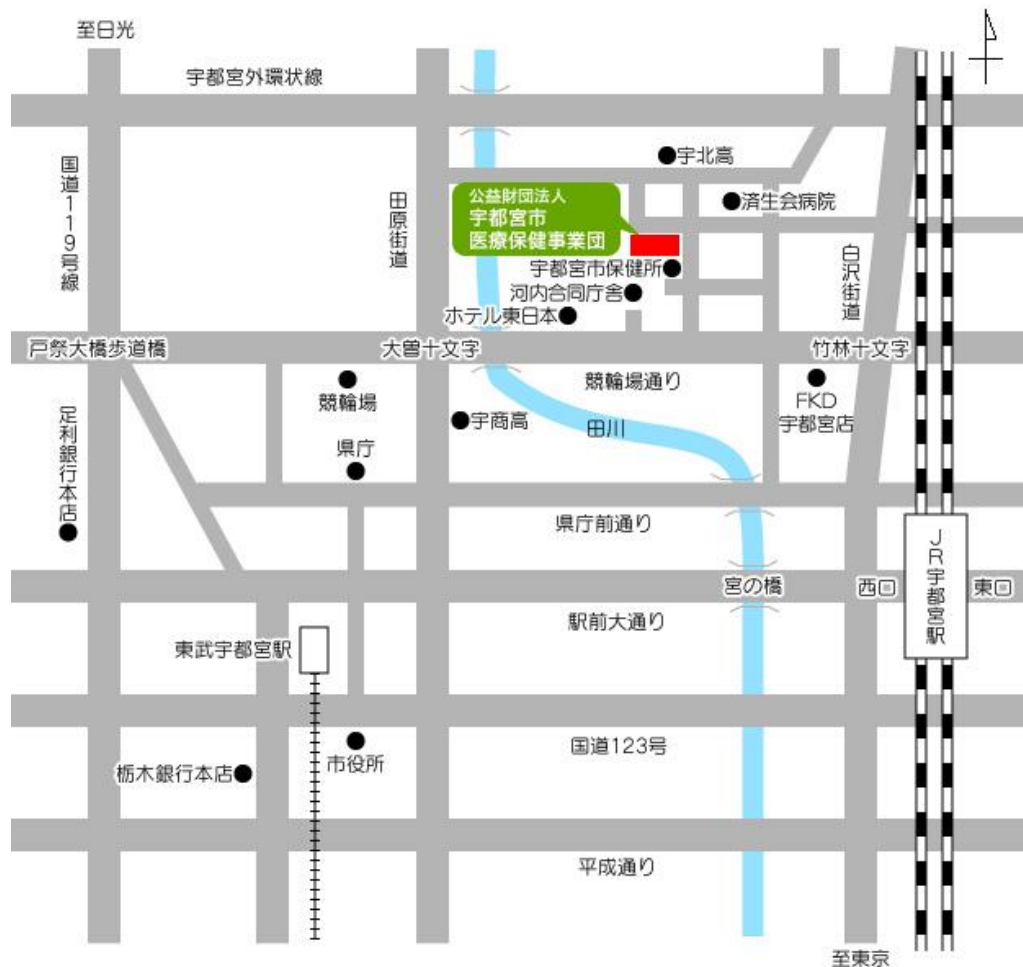 至日光
宇都宮外環状線
国道119号線
田原街道
宇北高
公益財団法人
宇都宮市
医療保健事業団
済生会病院
白沢街道
宇都宮市保健所
河内合同庁舎
ホテル東日本
戸祭大橋歩道橋
大曽十文字
竹林十文字
競輪場通り
競輪場
FKD
宇都宮店
足利銀行本店
宇商高
田川
県庁
県庁前通り
JR宇都宮駅
宮の橋
西口
東口
駅前大通り
東武宇都宮駅
国道123号
市役所
栃木銀行本店
平成通り
至東京